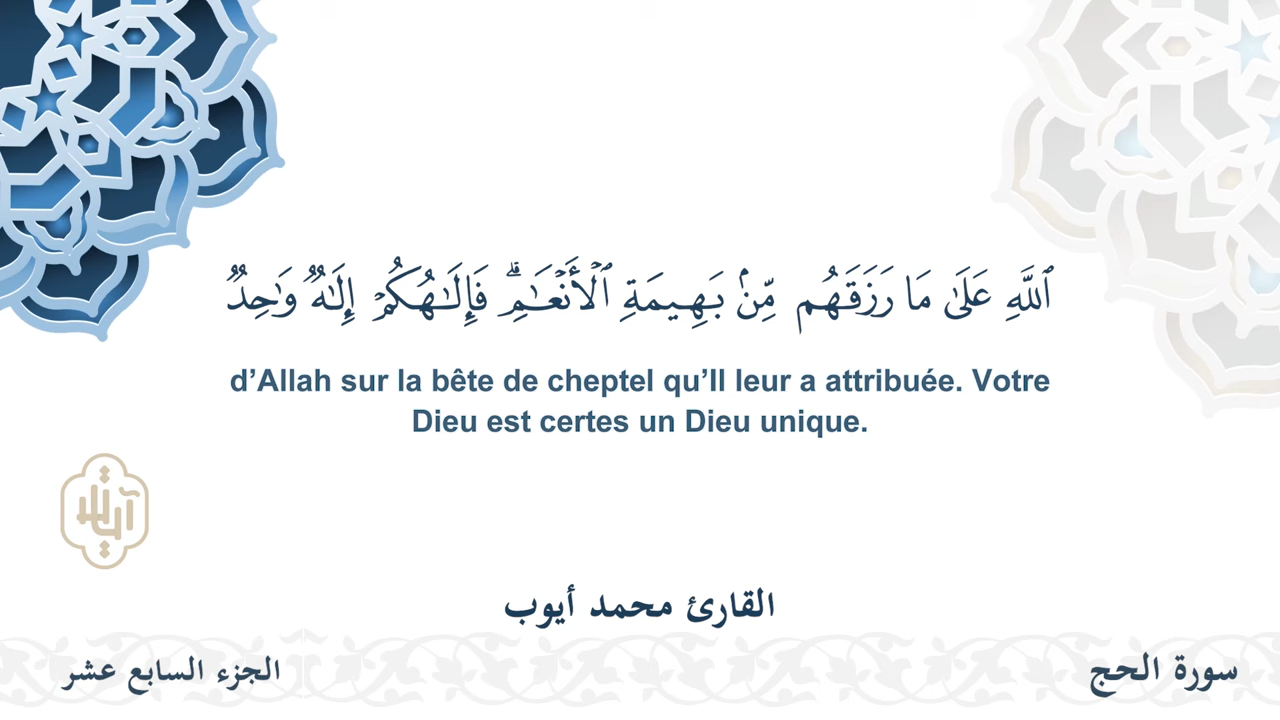 ٱللَّهِ عَلَىٰ مَا رَزَقَهُم مِّنۢ بَهِيمَةِ ٱلۡأَنۡعَٰمِۗ فَإِلَٰهُكُمۡ إِلَٰهٞ وَٰحِدٞ
d’Allah sur la bête de cheptel qu’Il leur a attribuée. Votre
Dieu est certes un Dieu unique.
آيات
القارئ محمد أيوب
سورة الحج
الجزء السابع عشر